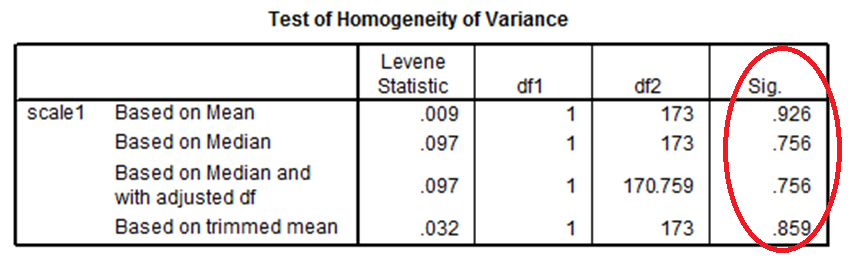 Test of Homogeneity of Variance
Levene
Statistic df1 df2 Sig.
scale1 Based on Mean .009 1 173 .926
Based on Median .097 1 173 .756
Based on Median and
with adjusted df .097 1 170.759 .756
Based on trimmed mean .032 1 173 .859